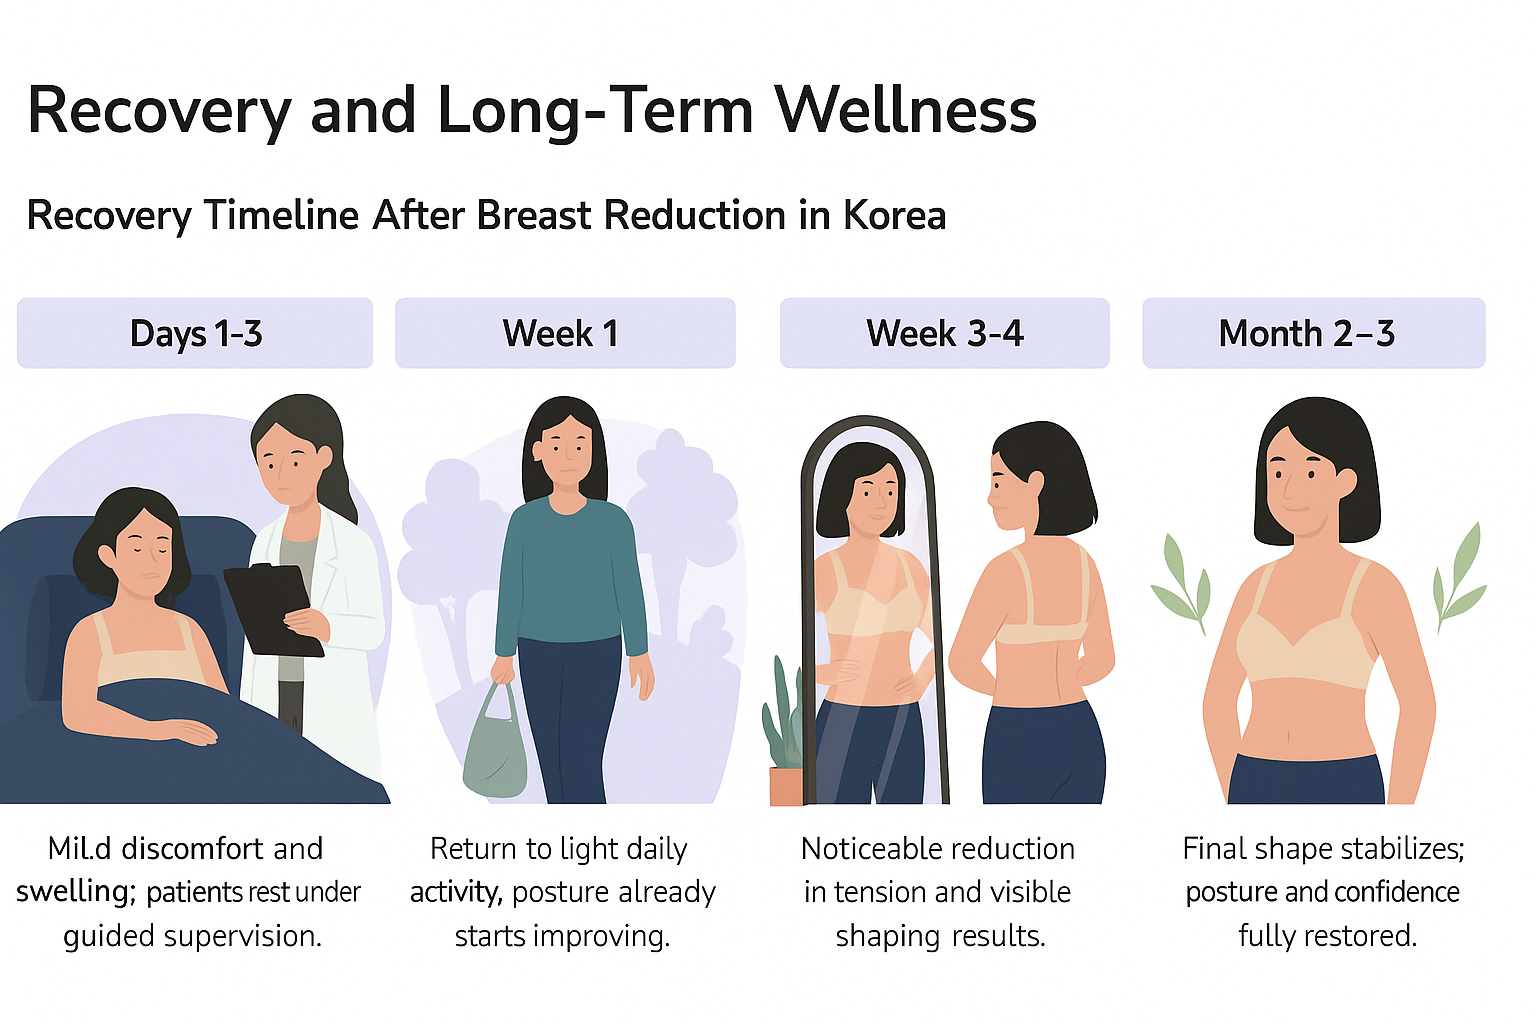 Recovery and Long-Term Wellness
Recovery Timeline After Breast Reduction in Korea
Days 1-3
Mil.d discomfort and
swelling; patients rest under
guided supervision.
Week 1
Return to light daily
activity, posture already
starts improving.
Week 3-4
Noticeable reduction
in tension and visible
shaping results.
Month 2–3
Final shape stabilizes;
posture and confidence
fully restored.